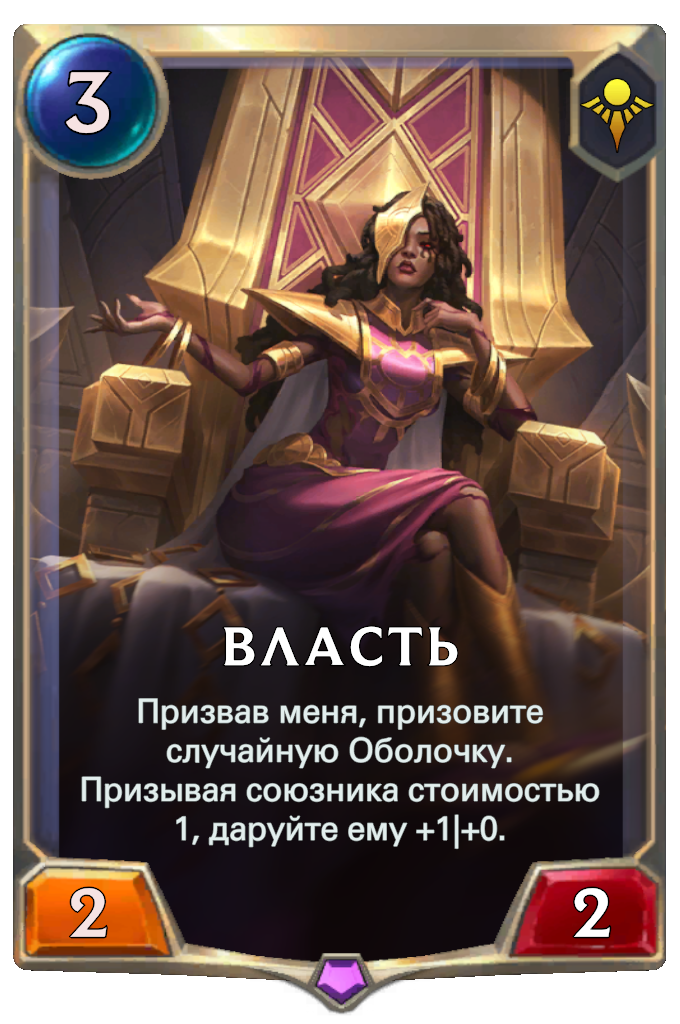 3
ВЛАСТЬ
Призвав меня, призовите
случайную Оболочку.
Призывая союзника стоимостью
1, даруйте ему +1|+0.
2
2